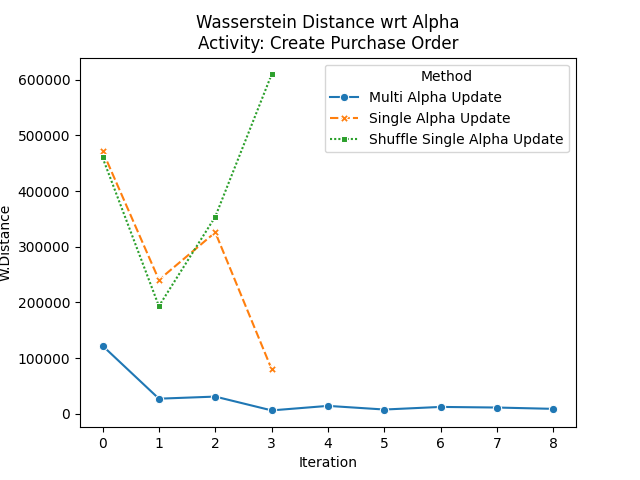 Wasserstein Distance wrt Alpha
Activity: Create Purchase Order
Method
Multi Alpha Update
Single Alpha Update
Shuffle Single Alpha Update
W.Distance
600000
500000
400000
300000
200000
100000
0
0 1 2 3 4 5 6 7 8
Iteration